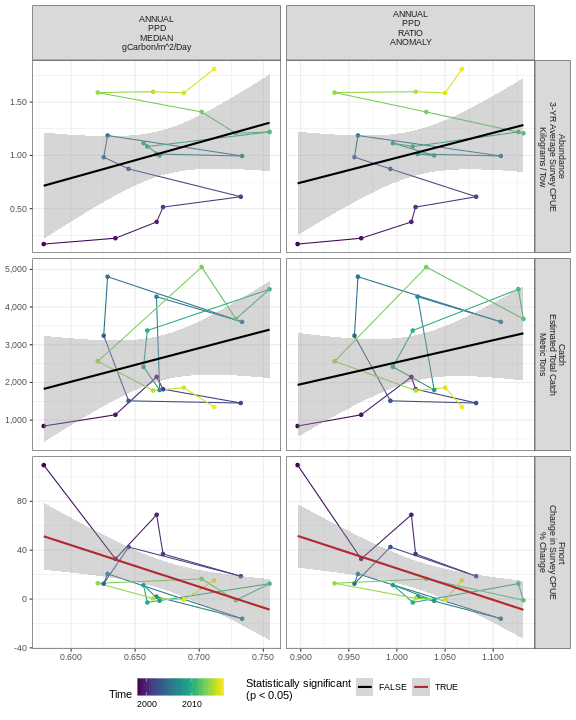 ANNUAL
PPD
MEDIAN
gCarbon/m^2/Day
ANNUAL
PPD
RATIO
ANOMALY
1.50
1.00
0.50
Abundance
3-YR Average Survey CPUE
Kilograms / Tow
5,000
4,000
3,000
2,000
1,000
Catch
Estimated Total Catch
Metric Tons
80
40
0
-40
Fmort
Change in Survey CPUE
% Change
0.600
0.650
0.700
0.750
0.900
0.950
1.000
1.050
1.100
Time
2000
2010
Statistically significant
(p < 0.05)
FALSE
TRUE